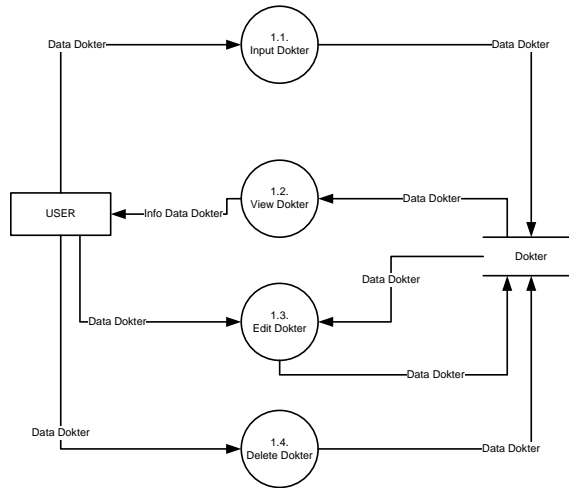 1.1.
Input Dokter
Data Dokter
Data Dokter
1.2.
View Dokter
Data Dokter
USER
Info Data Dokter
Dokter
Data Dokter
1.3.
Edit Dokter
Data Dokter
Data Dokter
1.4.
Delete Dokter
Data Dokter
Data Dokter